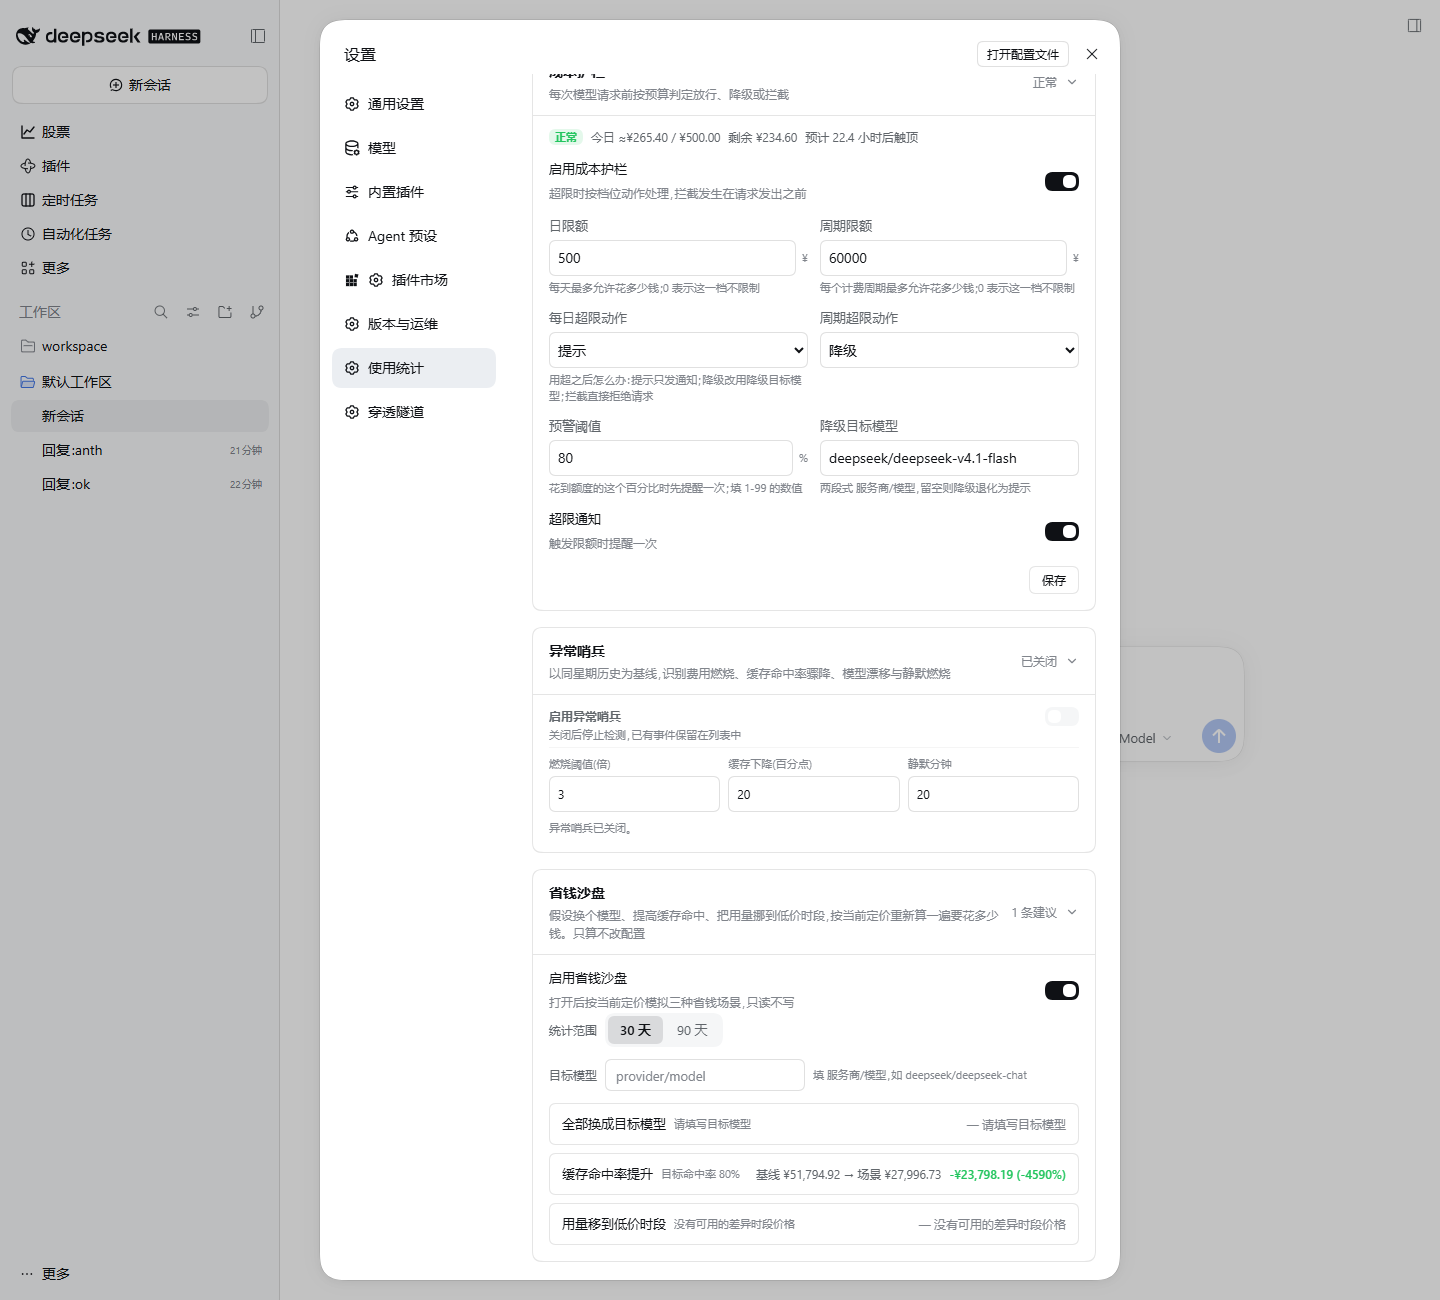 deepseek HARNESS
新会话
股票
插件
定时任务
自动化任务
更多
工作区
workspace
默认工作区
新会话
回复:anth 21分钟
回复:ok 22分钟
更多
设置
打开配置文件
通用设置
模型
内置插件
Agent 预设
插件市场
版本与运维
使用统计
穿透隧道
成本护栏
正常
每次模型请求前按预算判定放行、降级或拦截
正常 今日 ≈¥265.40 / ¥500.00 剩余 ¥234.60 预计 22.4 小时后触顶
启用成本护栏
超限时按档位动作处理,拦截发生在请求发出之前
日限额 周期限额
500 ¥ 60000 ¥
每天最多允许花多少钱;0 表示这一档不限制 每个计费周期最多允许花多少钱;0 表示这一档不限制
每日超限动作 周期超限动作
提示 降级
用超之后怎么办:提示只发通知;降级改用降级目标模
型;拦截直接拒绝请求
预警阈值 降级目标模型
80 % deepseek/deepseek-v4.1-flash
花到额度的这个百分比时先提醒一次;填 1-99 的数值 两段式 服务商/模型,留空则降级退化为提示
超限通知
触发限额时提醒一次
保存
异常哨兵
以同星期历史为基线,识别费用燃烧、缓存命中率骤降、模型漂移与静默燃烧
已关闭
启用异常哨兵
关闭后停止检测,已有事件保留在列表中
燃烧阈值(倍) 缓存下降(百分点) 静默分钟
3 20 20
异常哨兵已关闭。
省钱沙盘
假设换个模型、提高缓存命中、把用量挪到低价时段,按当前定价重新算一遍要花多少
钱。只算不改配置
1 条建议
启用省钱沙盘
打开后按当前定价模拟三种省钱场景,只读不写
统计范围 30 天 90 天
目标模型 provider/model 填 服务商/模型,如 deepseek/deepseek-chat
全部换成目标模型 请填写目标模型 — 请填写目标模型
缓存命中率提升 目标命中率 80% 基线 ¥51,794.92 → 场景 ¥27,996.73 -¥23,798.19 (-4590%)
用量移到低价时段 没有可用的差异时段价格 — 没有可用的差异时段价格
Model